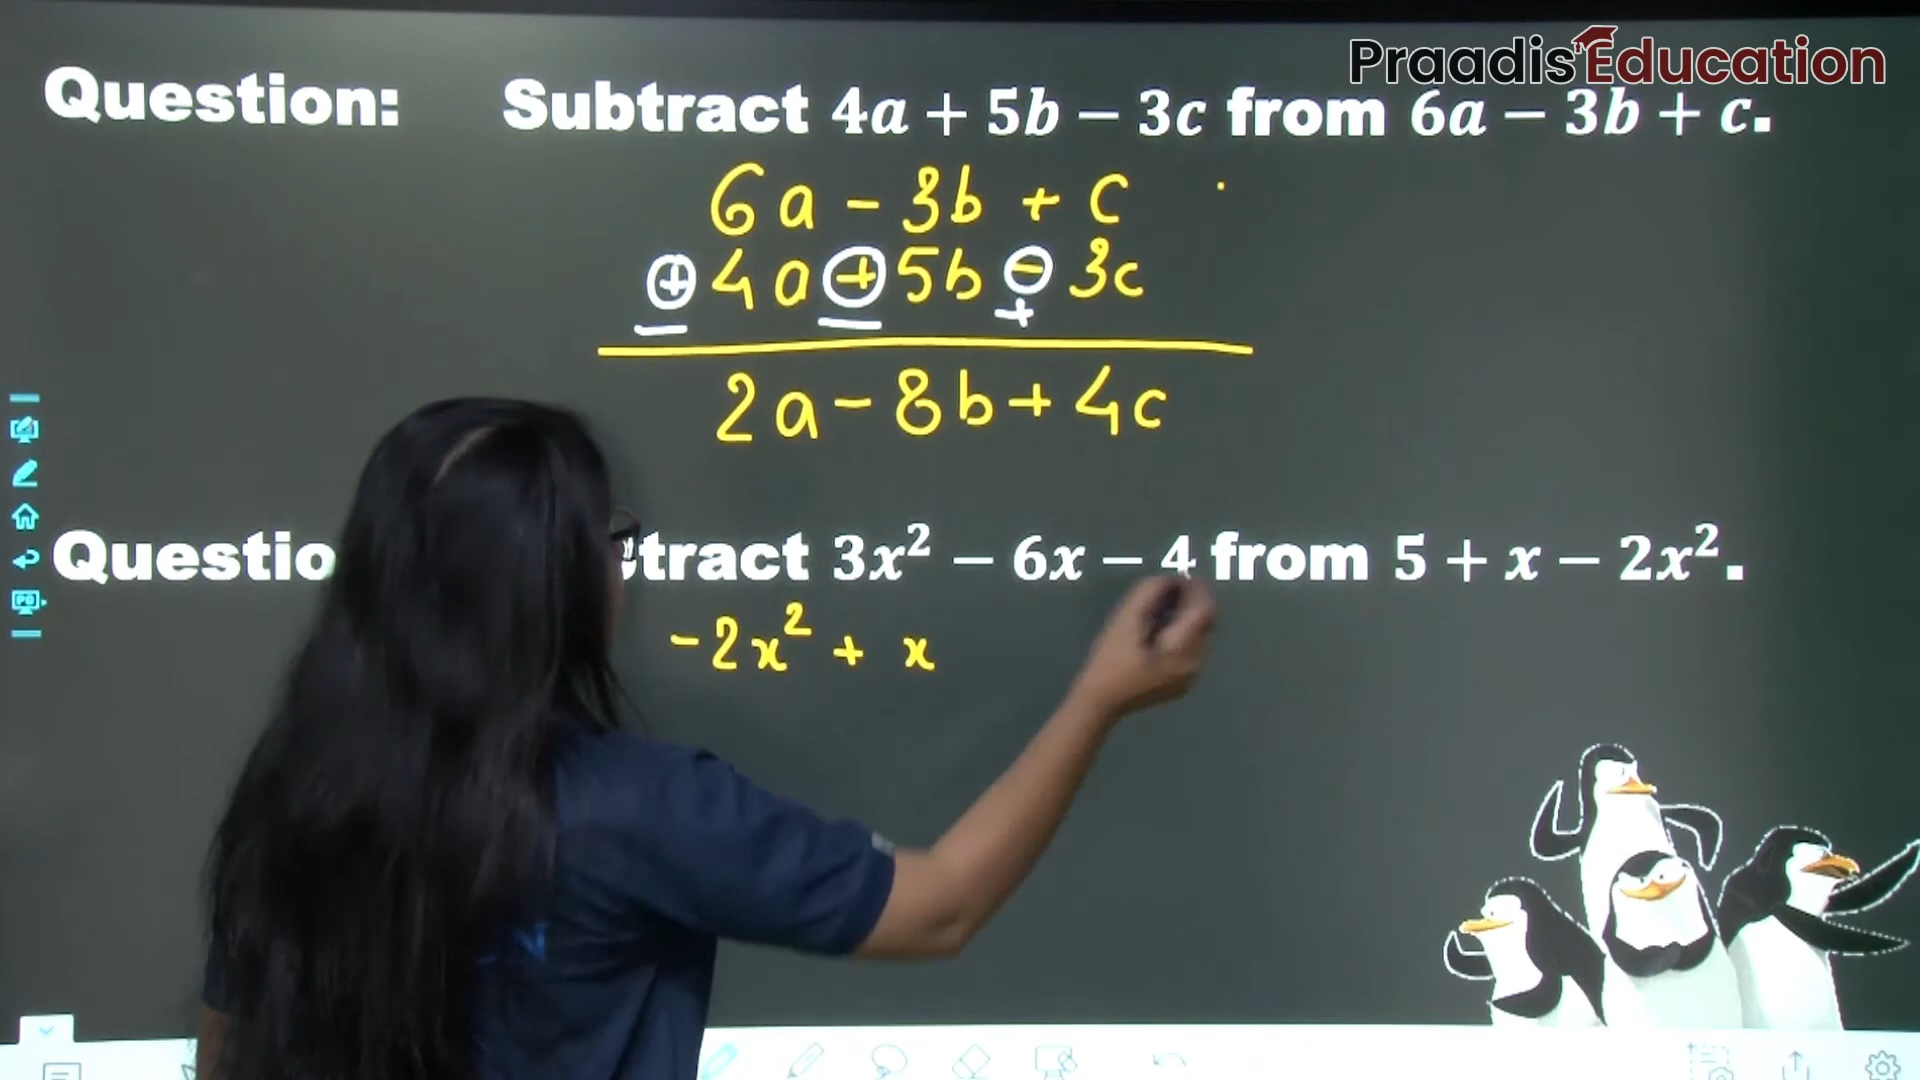 Praadis Education
Question: Subtract 4a + 5b − 3c from 6a − 3b + c.
6a − 3b + c
+ 4a + 5b − 3c
− − +
2a − 8b + 4c
Questio tract 3x² − 6x − 4 from 5 + x − 2x².
−2x² + x